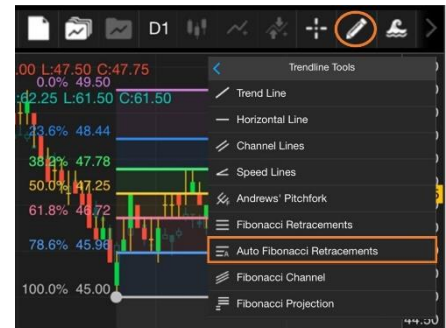 D1
.00 L:47.50 C:47.75
0.0% 49.50
62.25 L:61.50 C:61.50
23.6% 48.44
38.2% 47.78
50.0% 47.25
61.8% 46.72
78.6% 45.96
100.0% 45.00
Trendline Tools
Trend Line
Horizontal Line
Channel Lines
Speed Lines
Andrews' Pitchfork
Fibonacci Retracements
Auto Fibonacci Retracements
Fibonacci Channel
Fibonacci Projection
44.50